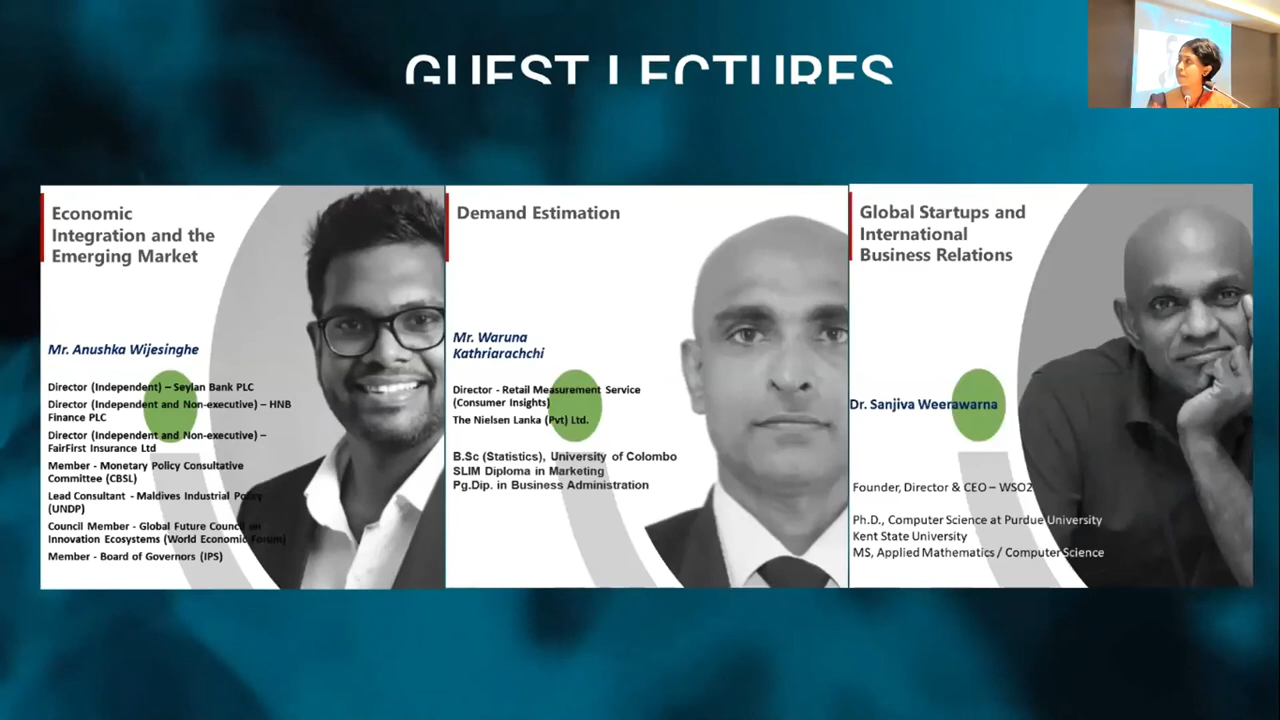 GUEST LECTURES
Economic
Integration and the
Emerging Market
Mr. Anushka Wijesinghe
Director (Independent) – Seylan Bank PLC
Director (Independent and Non-executive) – HNB
Finance PLC
Director (Independent and Non-executive) –
FairFirst Insurance Ltd
Member - Monetary Policy Consultative
Committee (CBSL)
Lead Consultant - Maldives Industrial Policy
(UNDP)
Council Member - Global Future Council on
Innovation Ecosystems (World Economic Forum)
Member - Board of Governors (IPS)
Demand Estimation
Mr. Waruna
Kathriarachchi
Director - Retail Measurement Service
(Consumer Insights)
The Nielsen Lanka (Pvt) Ltd.
B.Sc (Statistics), University of Colombo
SLIM Diploma in Marketing
Pg.Dip. in Business Administration
Global Startups and
International
Business Relations
Dr. Sanjiva Weerawarna
Founder, Director & CEO – WSO2
Ph.D., Computer Science at Purdue University
Kent State University
MS, Applied Mathematics / Computer Science